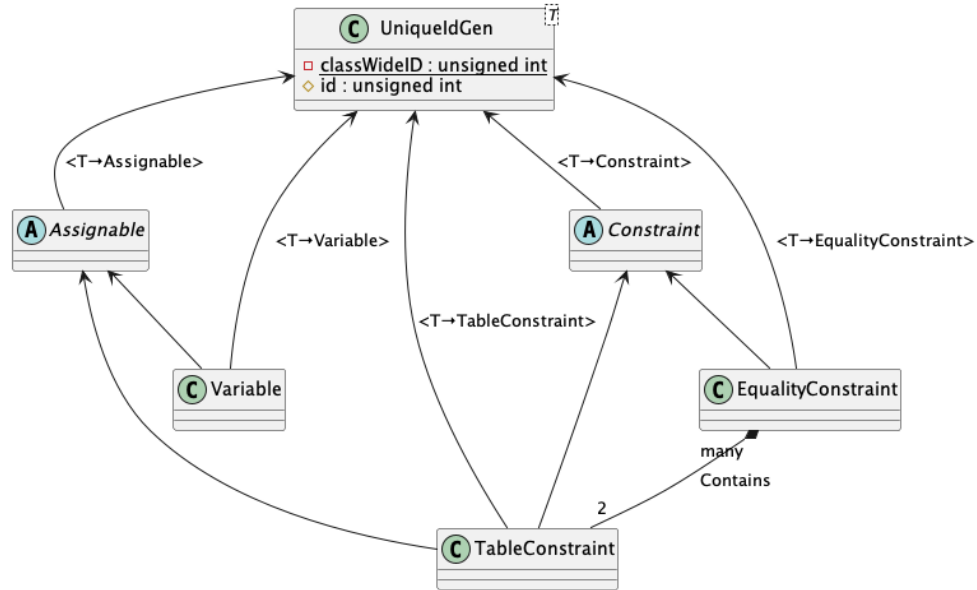 T
C UniqueIdGen
classWideID : unsigned int
id : unsigned int
<T→Assignable>
<T→Constraint>
A Assignable
A Constraint
<T→Variable>
<T→EqualityConstraint>
<T→TableConstraint>
C Variable
C EqualityConstraint
many
Contains
2
C TableConstraint